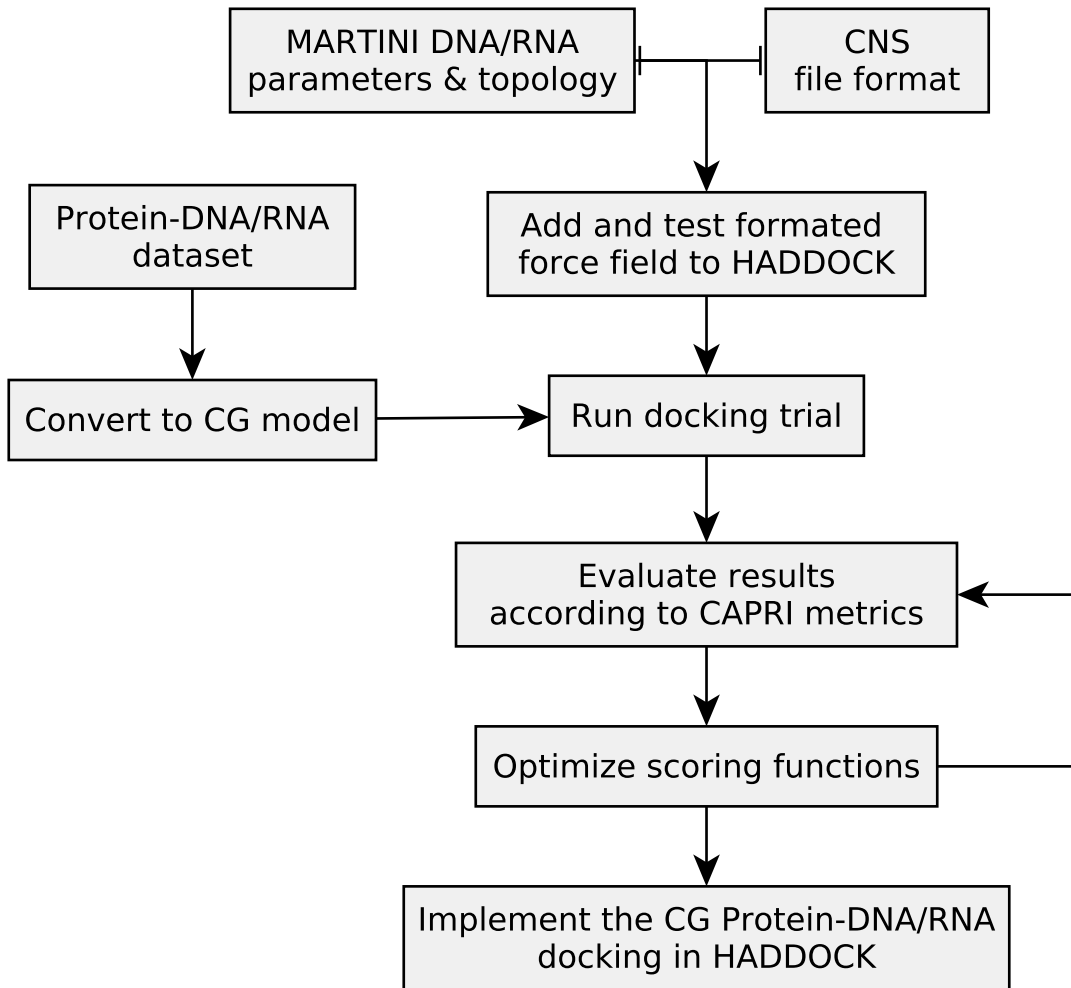 MARTINI DNA/RNA
parameters & topology
CNS
file format
Protein-DNA/RNA
dataset
Add and test formated
force field to HADDOCK
Convert to CG model
Run docking trial
Evaluate results
according to CAPRI metrics
Optimize scoring functions
Implement the CG Protein-DNA/RNA
docking in HADDOCK